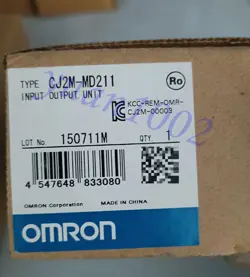 TYPE CJ2M-MD211
INPUT OUTPUT UNIT
Ro
KCC-REM-OMR-
CJ2M-00003
LOT No 150711M QTY. 1
4 547648 833080
OMRON Corporation MADE IN CHINA
OMRON